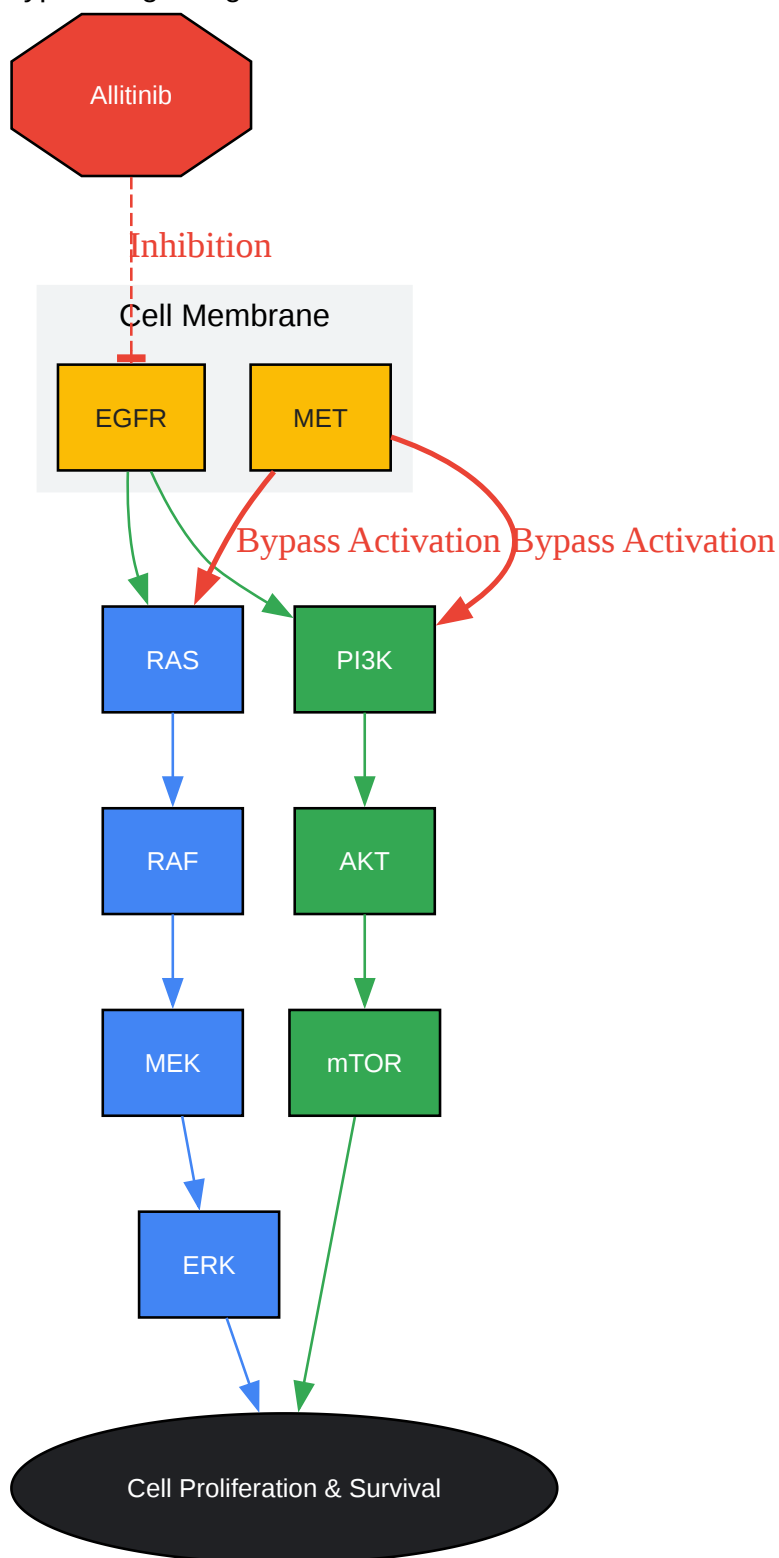 Allitinib
Inhibition
Cell Membrane
EGFR
MET
Bypass Activation
Bypass Activation
RAS
PI3K
RAF
AKT
MEK
mTOR
ERK
Cell Proliferation & Survival